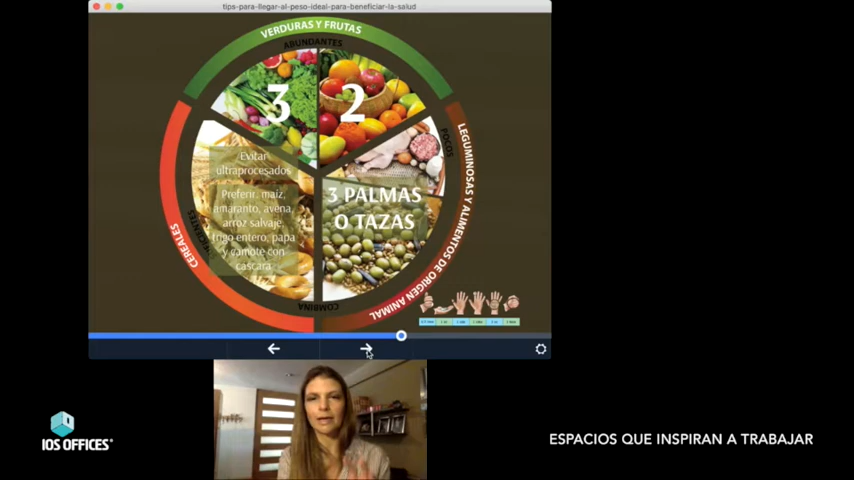 tips-para-llegar-al-peso-ideal-para-beneficiar-la-salud
VERDURAS Y FRUTAS
ABUNDANTES
3
2
POCOS
LEGUMINOSAS Y ALIMENTOS DE ORIGEN ANIMAL
Evitar
ultraprocesados
Preferir: maíz,
amaranto, avena,
arroz salvaje,
trigo entero, papa
y camote con
cáscara
3 PALMAS
O TAZAS
SUFICIENTES
CEREALES
COMBINA
IOS OFFICES
ESPACIOS QUE INSPIRAN A TRABAJAR